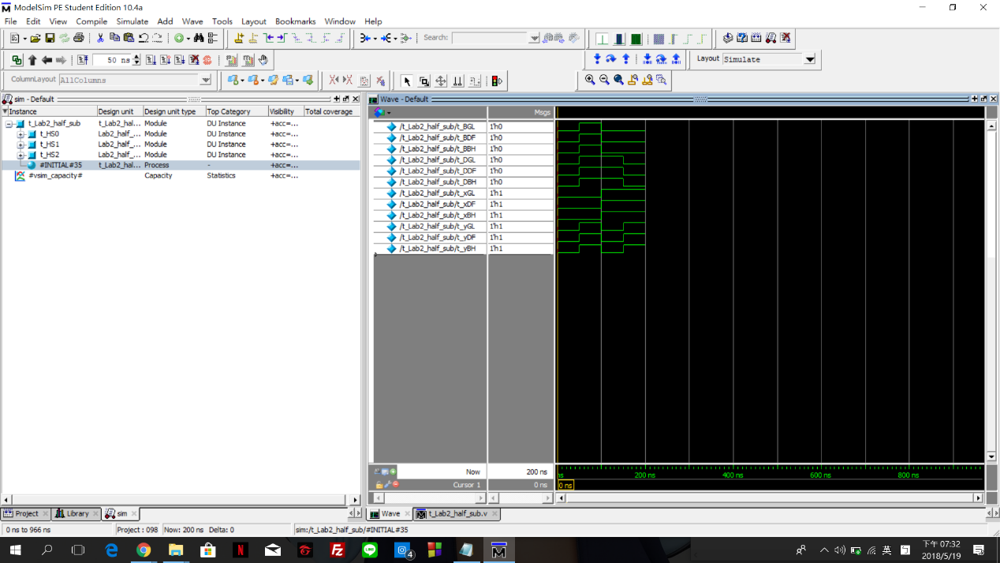 ModelSim PE Student Edition 10.4a
File Edit View Compile Simulate Add Wave Tools Layout Bookmarks Window Help
Search:
50 ns
Layout Simulate
ColumnLayout AllColumns
sim - Default
Instance Design unit Design unit type Top Category Visibility Total coverage
t_Lab2_half_sub t_Lab2_hal... Module DU Instance +acc=...
t_HS0 Lab2_half_... Module DU Instance +acc=...
t_HS1 Lab2_half_... Module DU Instance +acc=...
t_HS2 Lab2_half_... Module DU Instance +acc=...
#INITIAL#35 t_Lab2_hal... Process - +acc=...
#vsim_capacity# Capacity Statistics +acc=...
Wave - Default
Msgs
/t_Lab2_half_sub/t_BGL 1'h0
/t_Lab2_half_sub/t_BDF 1'h0
/t_Lab2_half_sub/t_BBH 1'h0
/t_Lab2_half_sub/t_DGL 1'h0
/t_Lab2_half_sub/t_DDF 1'h0
/t_Lab2_half_sub/t_DBH 1'h0
/t_Lab2_half_sub/t_xGL 1'h1
/t_Lab2_half_sub/t_xDF 1'h1
/t_Lab2_half_sub/t_xBH 1'h1
/t_Lab2_half_sub/t_yGL 1'h1
/t_Lab2_half_sub/t_yDF 1'h1
/t_Lab2_half_sub/t_yBH 1'h1
Now 200 ns
ns 200 ns 400 ns 600 ns 800 ns
Cursor 1 0 ns
0 ns
Project Library sim
Wave t_Lab2_half_sub.v
0 ns to 966 ns Project : 098 Now: 200 ns Delta: 0 sim:/t_Lab2_half_sub/#INITIAL#35
N FZ LINE 4 M 英
下午 07:32
2018/5/19